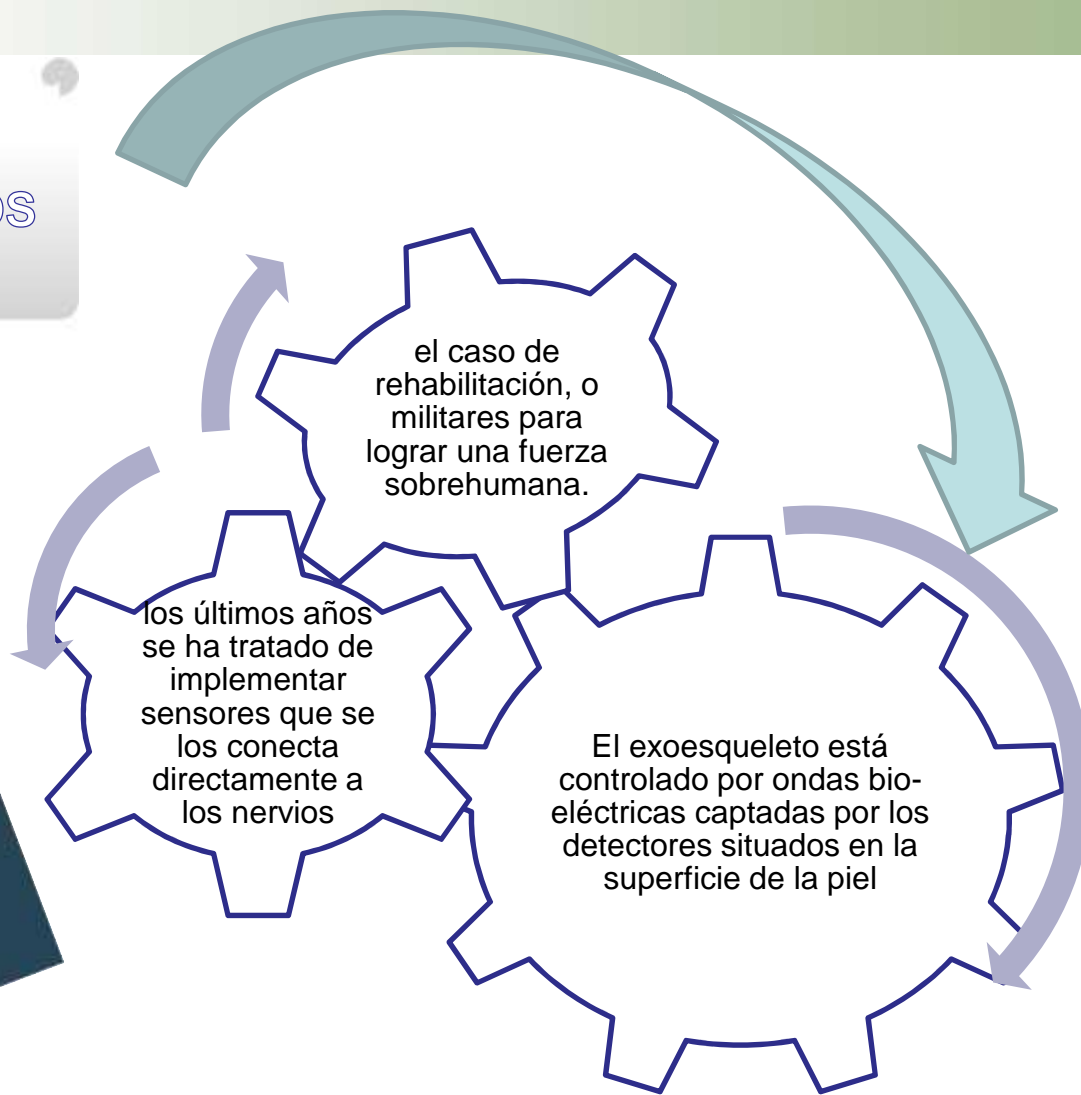 el caso de
rehabilitación, o
militares para
lograr una fuerza
sobrehumana.
los últimos años
se ha tratado de
implementar
sensores que se
los conecta
directamente a
los nervios
El exoesqueleto está
controlado por ondas bio-
eléctricas captadas por los
detectores situados en la
superficie de la piel